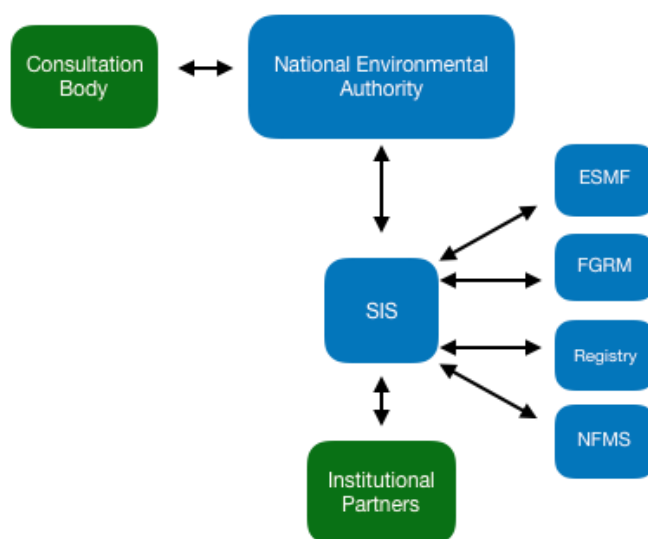 Consultation
Body
National Environmental
Authority
ESMF
FGRM
SIS
Registry
NFMS
Institutional
Partners